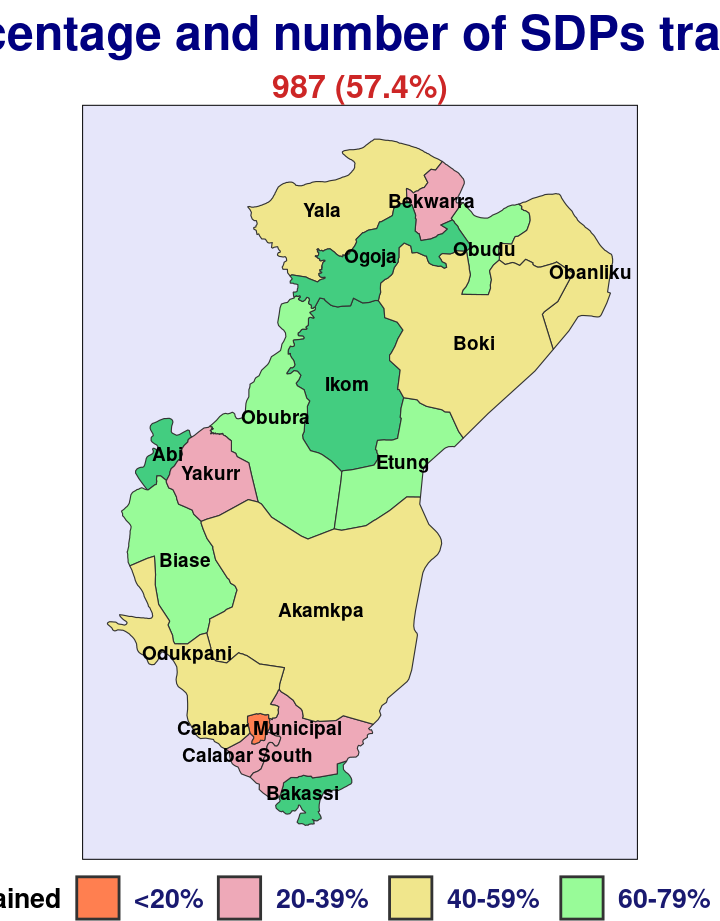 centage and number of SDPs tra
987 (57.4%)
Bekwarra
Yala
Obudu
Ogoja
Obanliku
Boki
Ikom
Obubra
Abi
Etung
Yakurr
Biase
Akamkpa
Odukpani
Calabar Municipal
Calabar South
Bakassi
ained <20% 20-39% 40-59% 60-79%